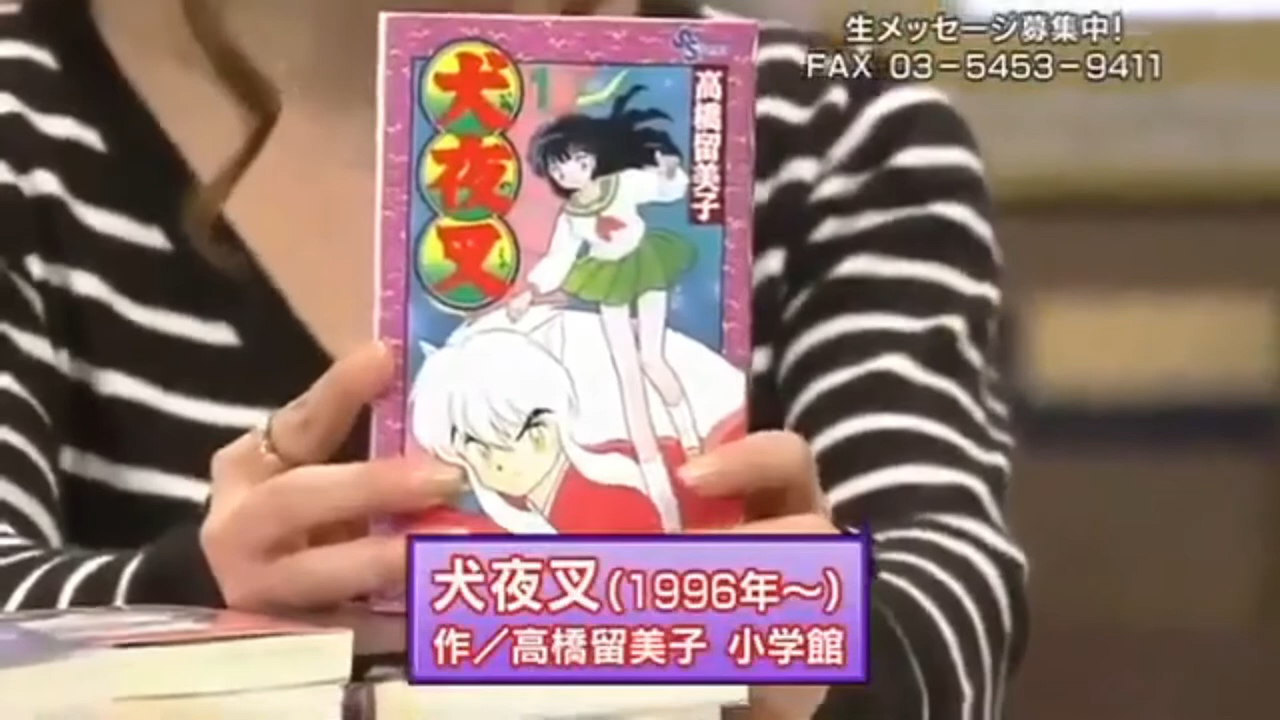 生メッセージ募集中!
FAX 03-5453-9411
犬夜叉
1
高橋留美子
犬夜叉(1996年〜)
作/高橋留美子 小学館